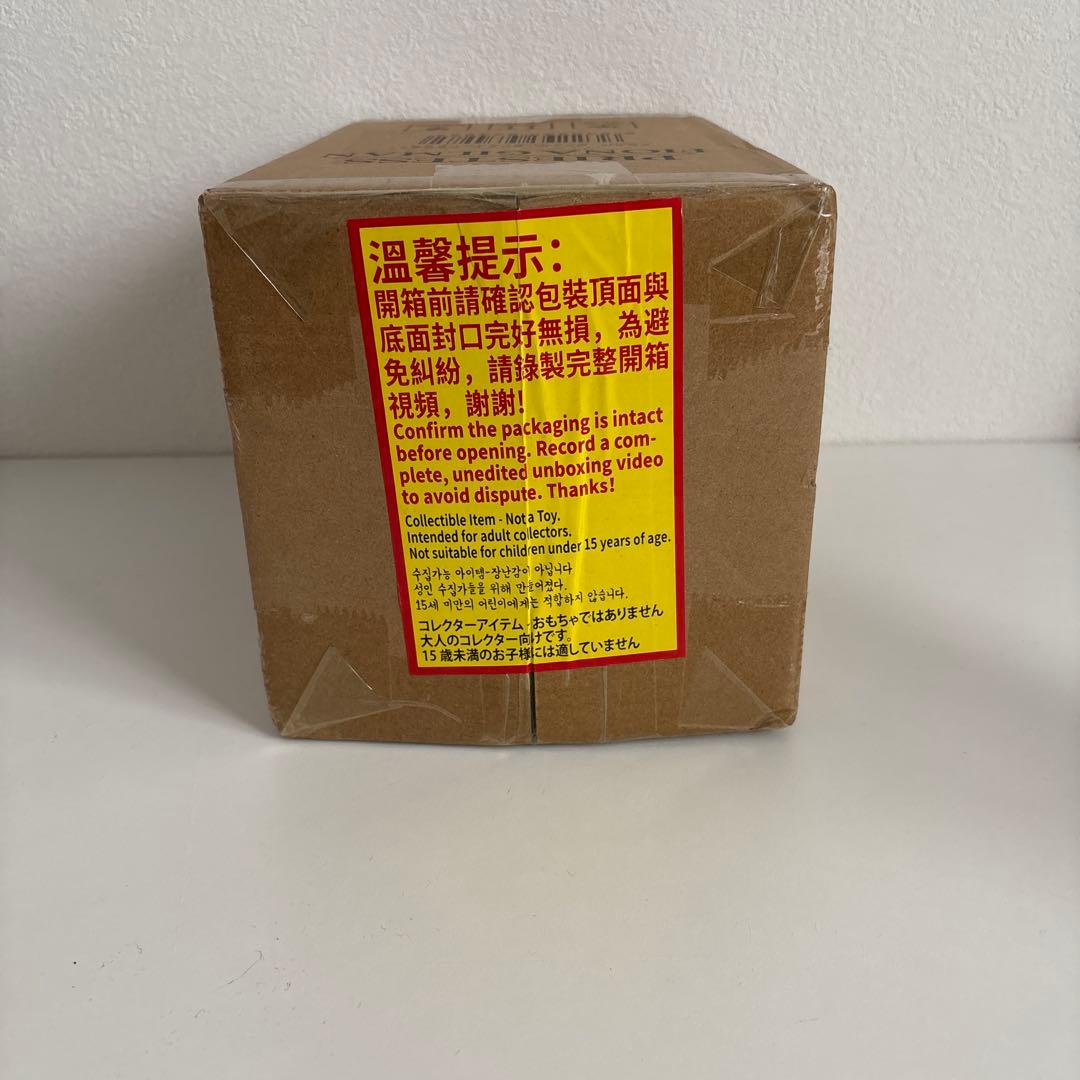 PRIESTESS
FIONA GILMAN
溫馨提示：
開箱前請確認包裝頂面與
底面封口完好無損，為避
免糾紛，請錄製完整開箱
視頻，謝謝！
Confirm the packaging is intact
before opening. Record a com-
plete, unedited unboxing video
to avoid dispute. Thanks!
Collectible Item - Not a Toy.
Intended for adult collectors.
Not suitable for children under 15 years of age.
수집가능 아이템-장난감이 아닙니다
성인 수집가들을 위해 만들어졌다.
15세 미만의 어린이에게는 적합하지 않습니다.
コレクターアイテム - おもちゃではありません
大人のコレクター向けです。
15 歳未満のお子様には適していません